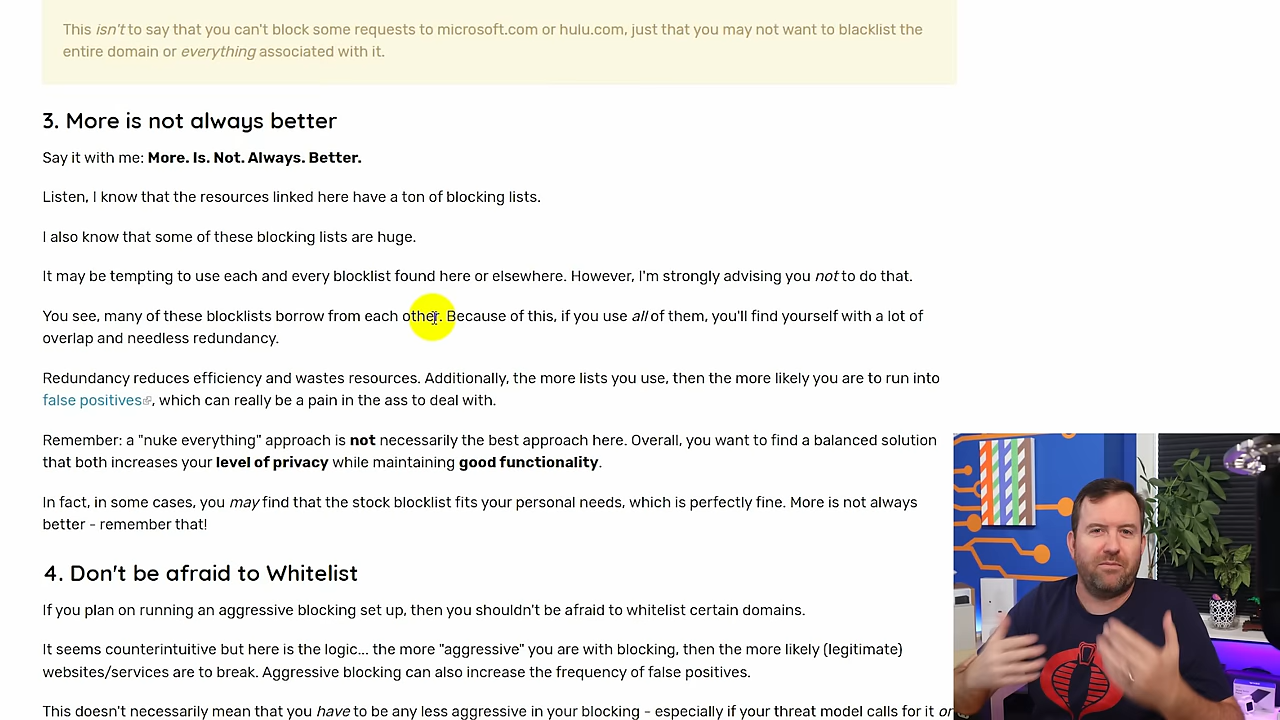 This isn't to say that you can't block some requests to microsoft.com or hulu.com, just that you may not want to blacklist the
entire domain or everything associated with it.
3. More is not always better
Say it with me: More. Is. Not. Always. Better.
Listen, I know that the resources linked here have a ton of blocking lists.
I also know that some of these blocking lists are huge.
It may be tempting to use each and every blocklist found here or elsewhere. However, I'm strongly advising you not to do that.
You see, many of these blocklists borrow from each other. Because of this, if you use all of them, you'll find yourself with a lot of
overlap and needless redundancy.
Redundancy reduces efficiency and wastes resources. Additionally, the more lists you use, then the more likely you are to run into
false positives, which can really be a pain in the ass to deal with.
Remember: a "nuke everything" approach is not necessarily the best approach here. Overall, you want to find a balanced solution
that both increases your level of privacy while maintaining good functionality.
In fact, in some cases, you may find that the stock blocklist fits your personal needs, which is perfectly fine. More is not always
better - remember that!
4. Don't be afraid to Whitelist
If you plan on running an aggressive blocking set up, then you shouldn't be afraid to whitelist certain domains.
It seems counterintuitive but here is the logic... the more "aggressive" you are with blocking, then the more likely (legitimate)
websites/services are to break. Aggressive blocking can also increase the frequency of false positives.
This doesn't necessarily mean that you have to be any less aggressive in your blocking - especially if your threat model calls for it or